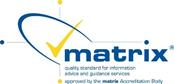 matrix®
quality standard for information
advice and guidance services
approved by the matrix Accreditation Body